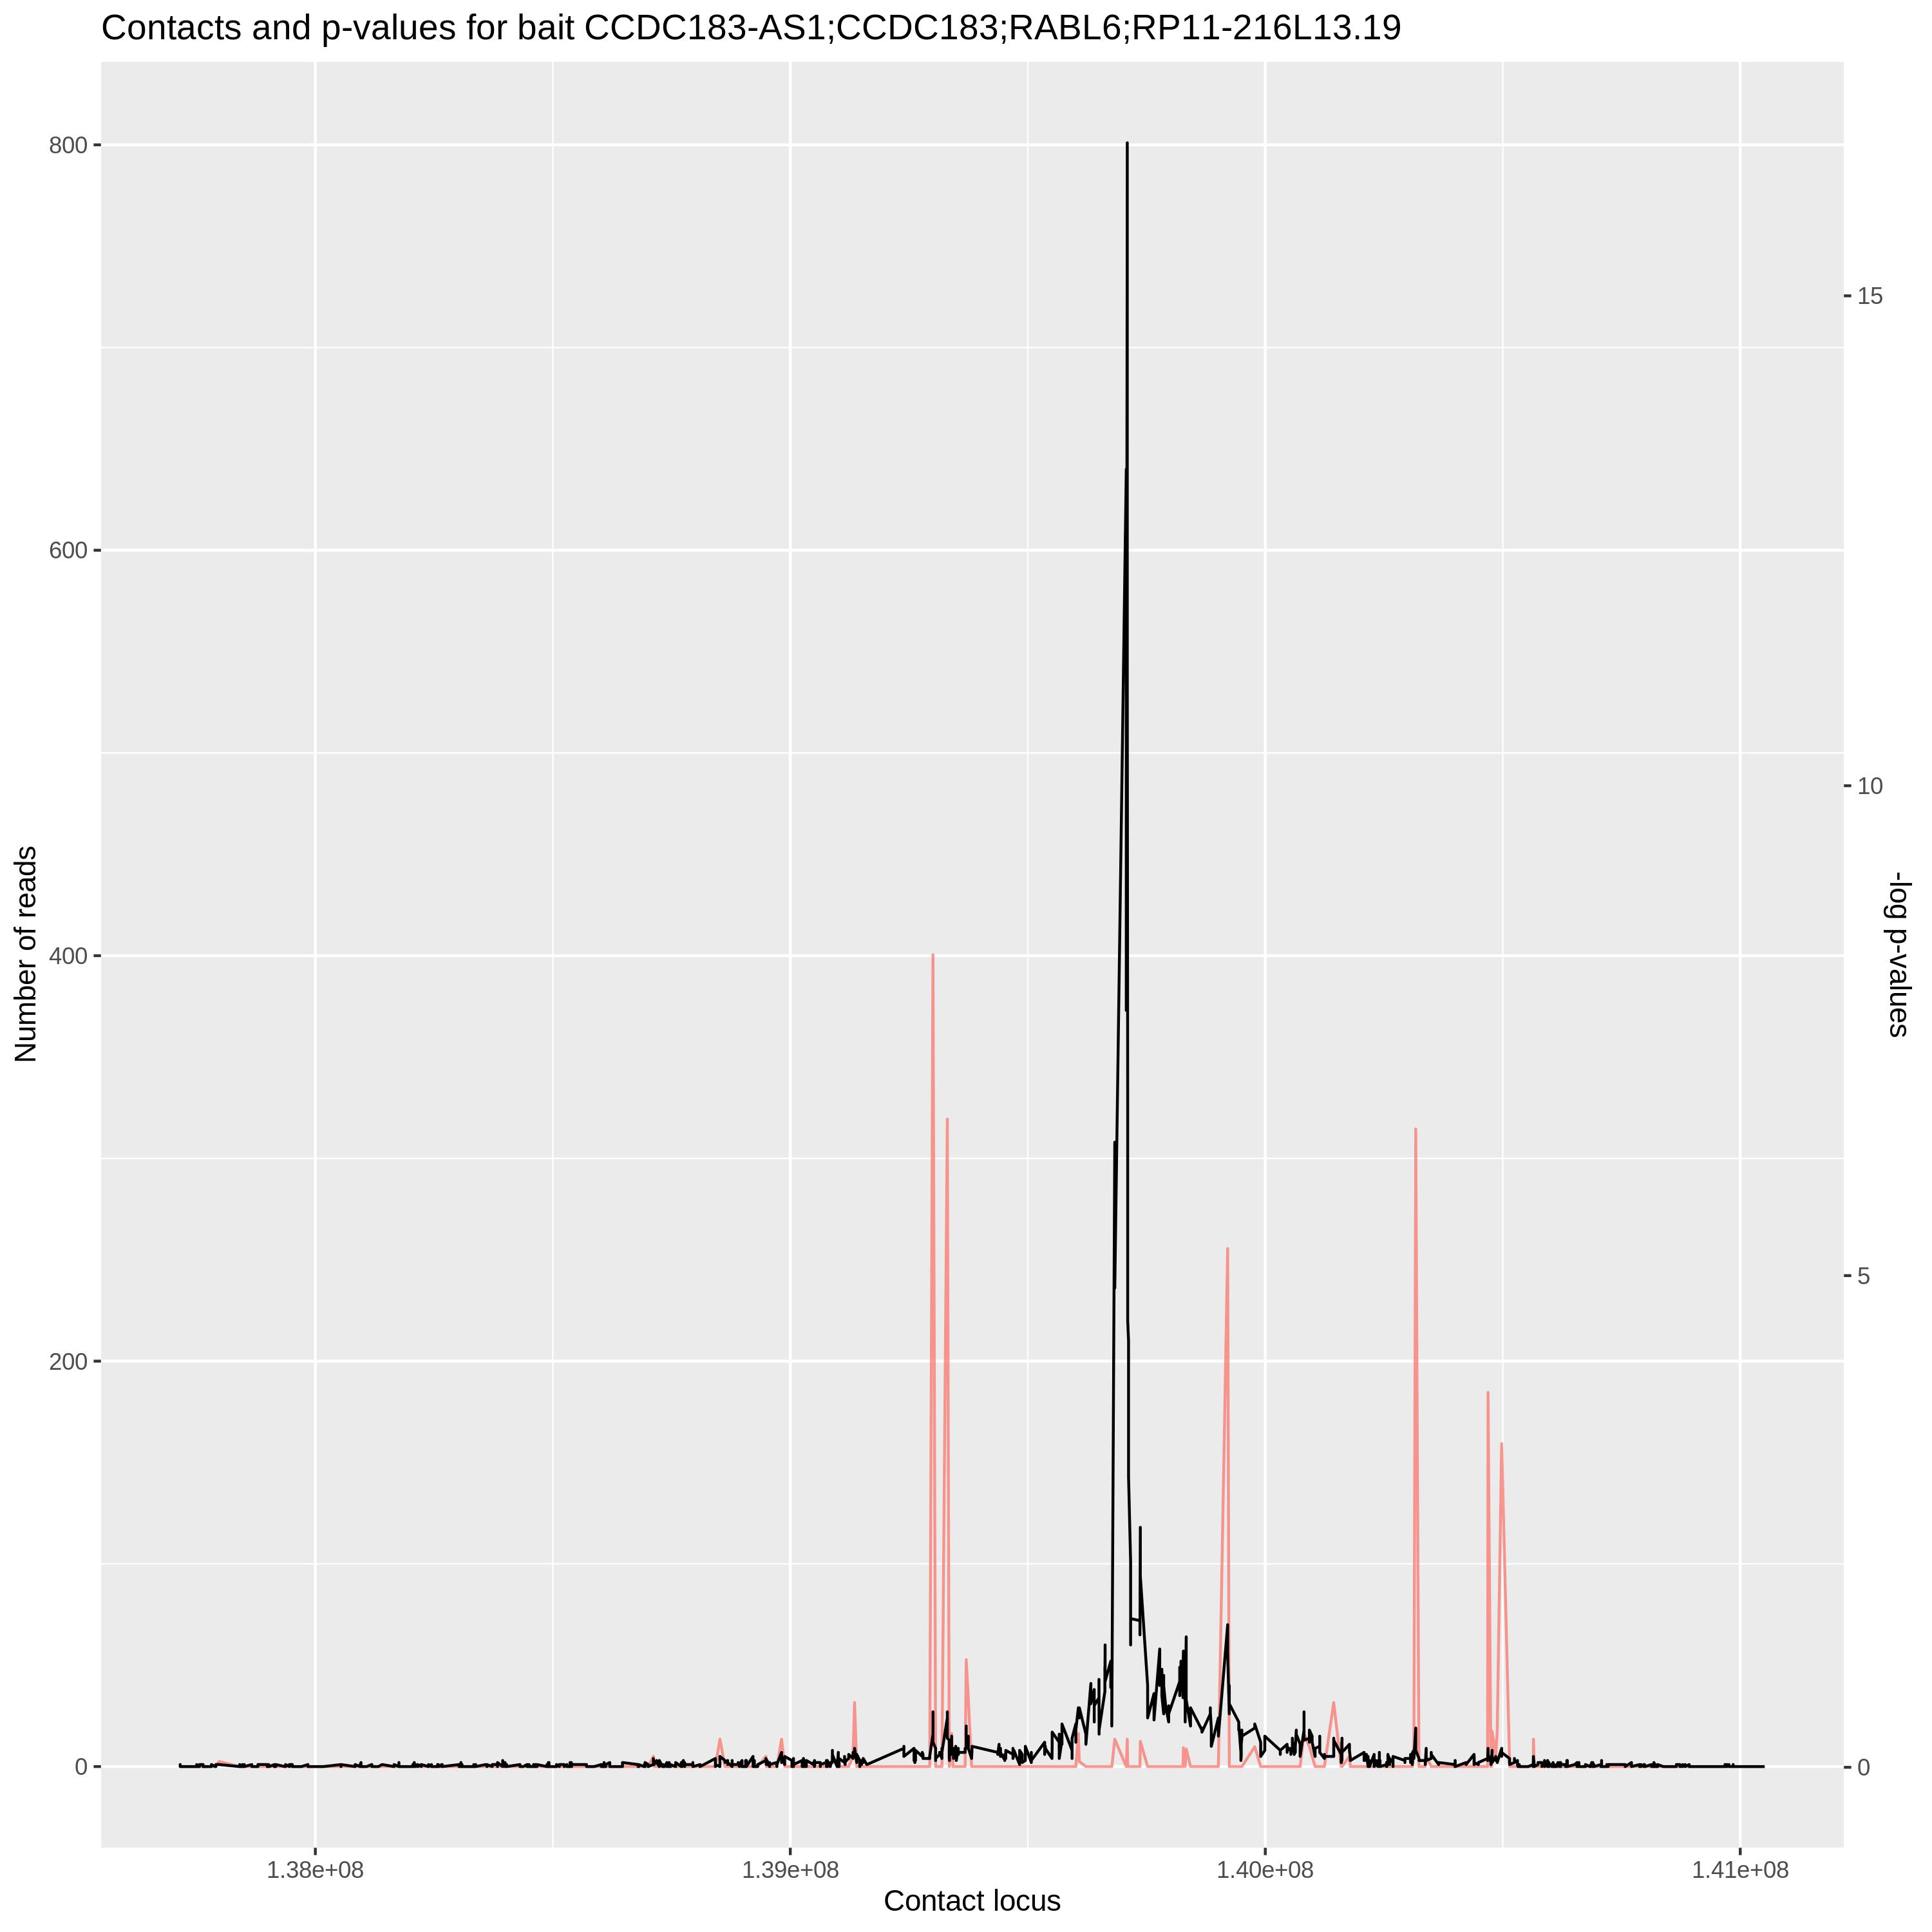 Contacts and p-values for bait CCDC183-AS1;CCDC183;RABL6;RP11-216L13.19
800
600
400
200
0
Number of reads
15
10
5
0
-log p-values
1.38e+08
1.39e+08
1.40e+08
1.41e+08
Contact locus